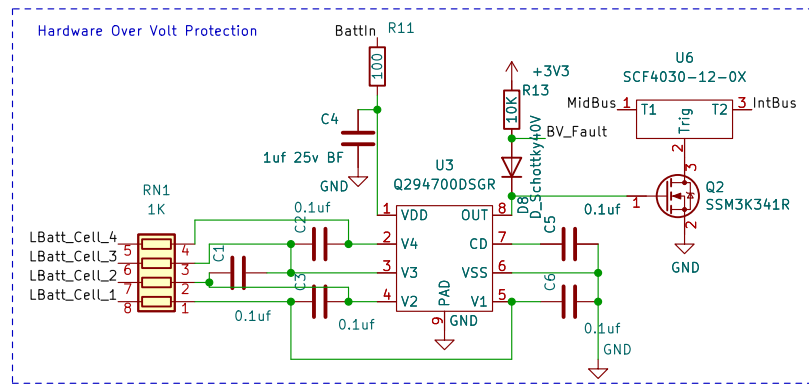 Hardware Over Volt Protection
BattIn
R11
100
C4
1uf 25v BF
GND
+3V3
R13
10K
BV_Fault
D8
D_Schottky40V
U6
SCF4030-12-0X
MidBus
1
T1
T2
3
IntBus
Trig
2
3
1
Q2
SSM3K341R
2
GND
U3
Q294700DSGR
1
VDD
OUT
8
2
V4
CD
7
3
V3
VSS
6
4
V2
V1
5
PAD
9
GND
RN1
1K
LBatt_Cell_4
5
4
LBatt_Cell_3
6
3
LBatt_Cell_2
7
2
LBatt_Cell_1
8
1
C1
0.1uf
C2
0.1uf
C3
0.1uf
C5
0.1uf
C6
0.1uf
GND